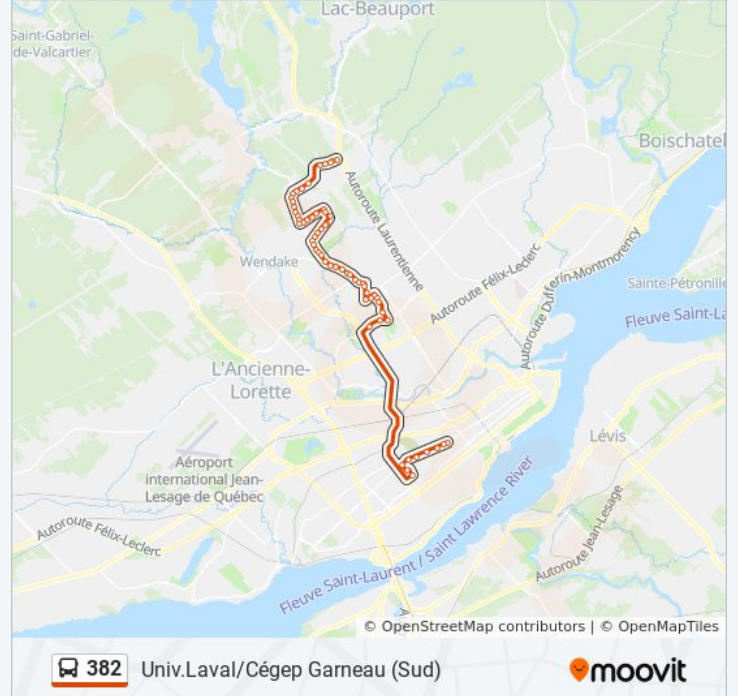 Lac-Beauport
Saint-Gabriel-
de-Valcartier
Boischatel
Autoroute Laurentienne
Wendake
Autoroute Félix-Leclerc
Autoroute Dufferin-Montmorency
Sainte-Pétronille
Fleuve Saint-La
L'Ancienne-
Lorette
Lévis
Aéroport
international Jean-
Lesage de Québec
Autoroute Félix-Leclerc
Fleuve Saint-Laurent / Saint Lawrence River
Autoroute Jean-Lesage
A
© OpenStreetMap contributors | © OpenMapTiles
382 Univ.Laval/Cégep Garneau (Sud)
moovit